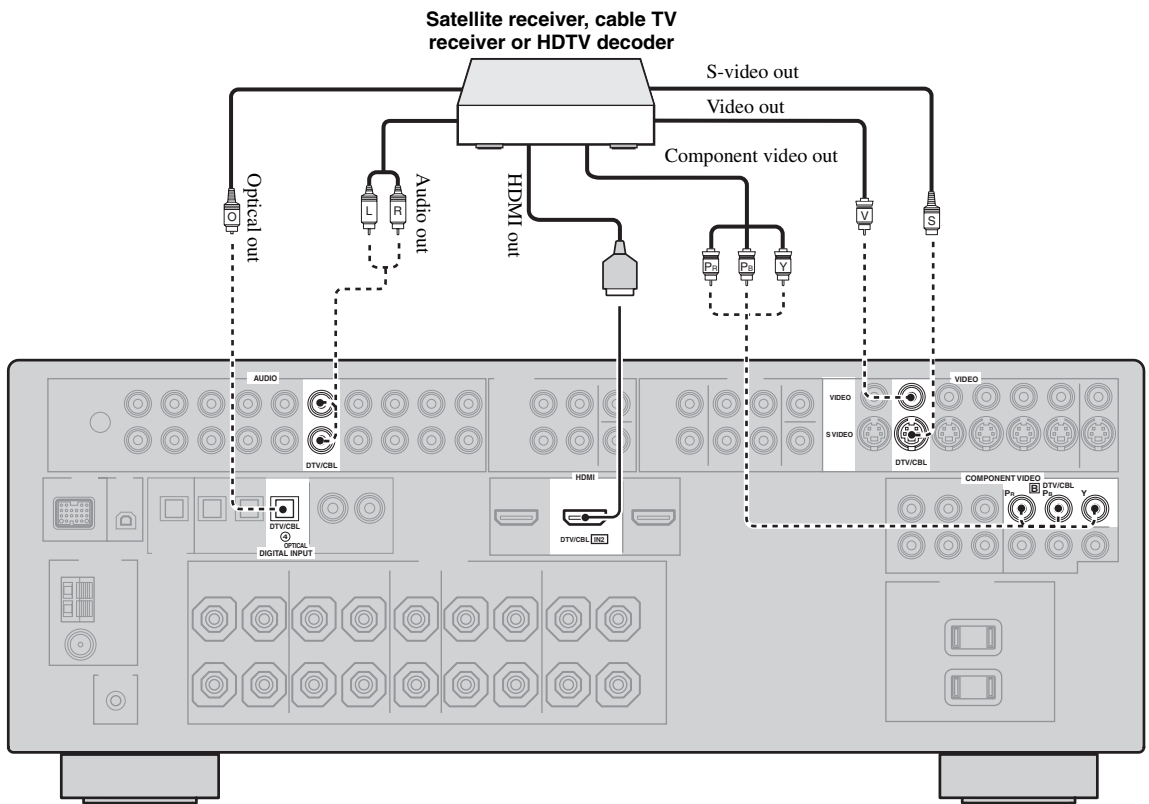 Satellite receiver, cable TV
receiver or HDTV decoder
S-video out
Video out
Component video out
Optical out
Audio out
HDMI out
O
L
R
PR
PB
Y
V
S
AUDIO
VIDEO
VIDEO
S VIDEO
DTV/CBL
DTV/CBL
HDMI
COMPONENT VIDEO
B DTV/CBL
PR PB Y
DTV/CBL
4
OPTICAL
DIGITAL INPUT
DTV/CBL IN2